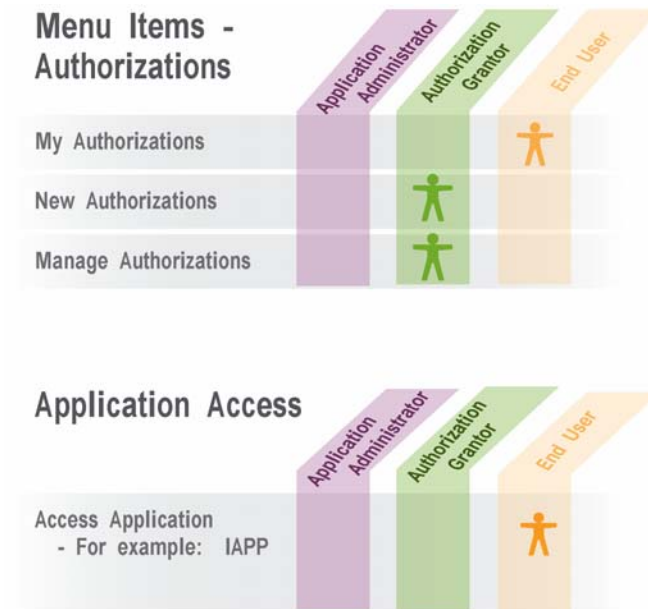 Menu Items -
Authorizations
Application
Administrator
Authorization
Grantor
End User
My Authorizations
New Authorizations
Manage Authorizations
Application Access
Application
Administrator
Authorization
Grantor
End User
Access Application
- For example: IAPP